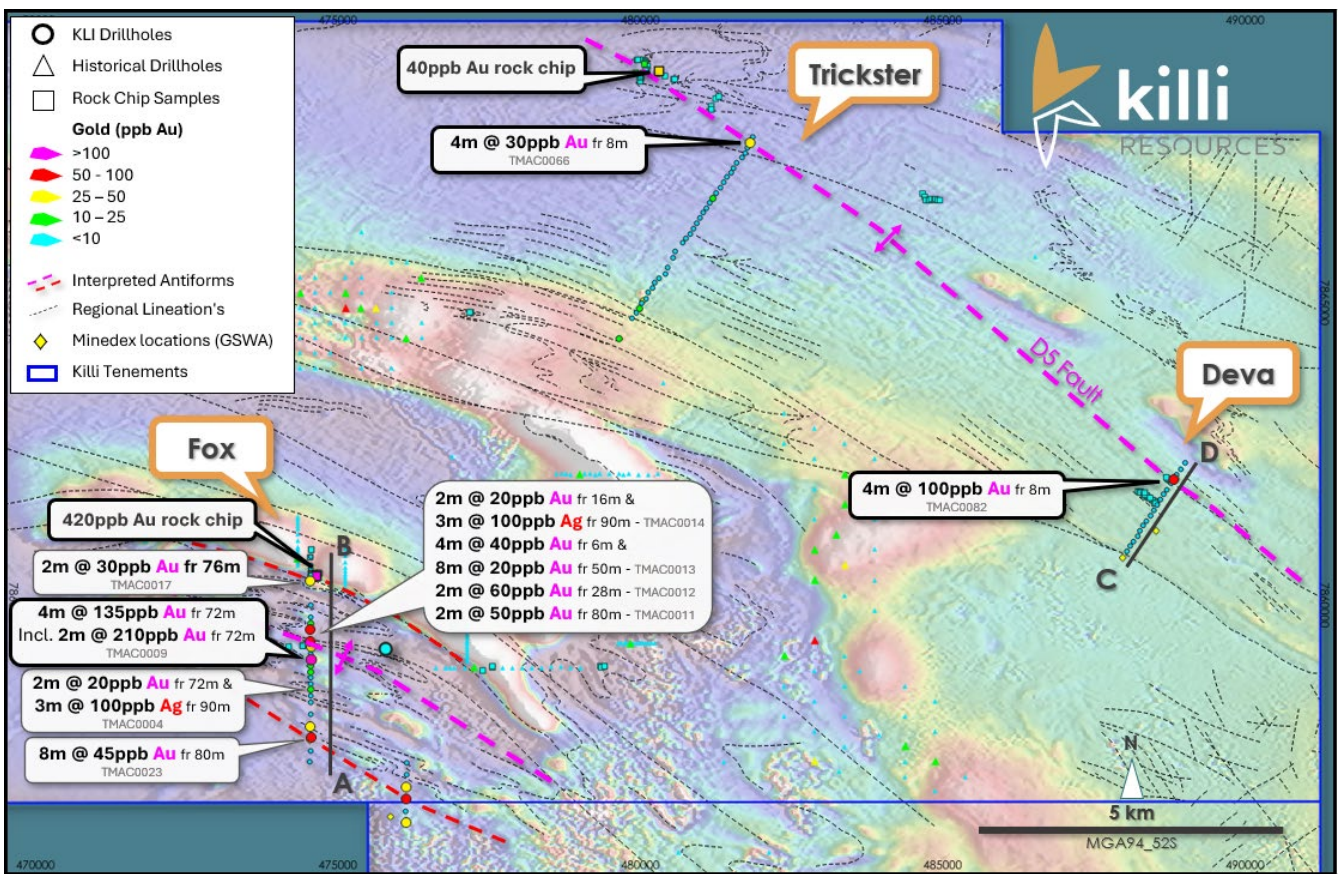 475000
480000
485000
490000
KLI Drillholes
Historical Drillholes
Rock Chip Samples
Gold (ppb Au)
>100
50 - 100
25 – 50
10 – 25
<10
Interpreted Antiforms
Regional Lineation's
Minedex locations (GSWA)
Killi Tenements
40ppb Au rock chip
Trickster
killi
RESOURCES
4m @ 30ppb Au fr 8m
TMAC0066
7865000
D5 Fault
Deva
D
Fox
4m @ 100ppb Au fr 8m
TMAC0082
C
420ppb Au rock chip
B
2m @ 20ppb Au fr 16m &
3m @ 100ppb Ag fr 90m - TMAC0014
4m @ 40ppb Au fr 6m &
8m @ 20ppb Au fr 50m - TMAC0013
2m @ 60ppb Au fr 28m - TMAC0012
2m @ 50ppb Au fr 80m - TMAC0011
2m @ 30ppb Au fr 76m
TMAC0017
7860000
4m @ 135ppb Au fr 72m
Incl. 2m @ 210ppb Au fr 72m
TMAC0009
2m @ 20ppb Au fr 72m &
3m @ 100ppb Ag fr 90m
TMAC0004
8m @ 45ppb Au fr 80m
TMAC0023
A
N
5 km
MGA94_52S
470000
475000
480000
485000
490000